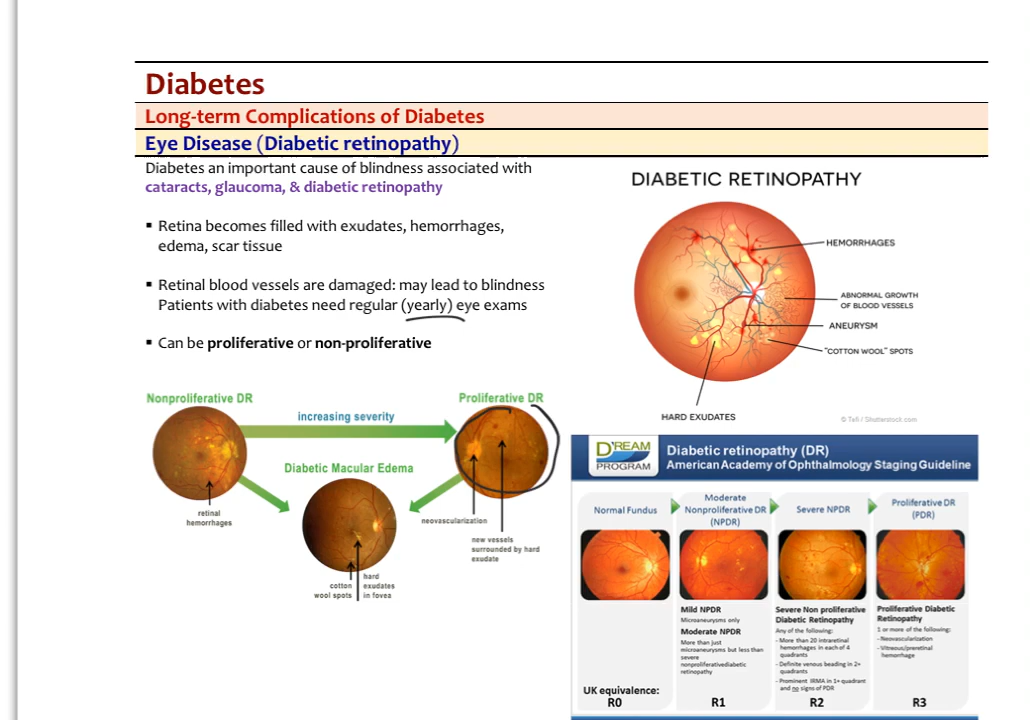 Diabetes
Long-term Complications of Diabetes
Eye Disease (Diabetic retinopathy)
Diabetes an important cause of blindness associated with
cataracts, glaucoma, & diabetic retinopathy
▪ Retina becomes filled with exudates, hemorrhages,
edema, scar tissue
▪ Retinal blood vessels are damaged: may lead to blindness
Patients with diabetes need regular (yearly) eye exams
▪ Can be proliferative or non-proliferative
Nonproliferative DR
increasing severity
Proliferative DR
Diabetic Macular Edema
retinal
hemorrhages
neovascularization
new vessels
surrounded by hard
exudate
cotton
wool spots
hard
exudates
in fovea
DIABETIC RETINOPATHY
HEMORRHAGES
ABNORMAL GROWTH
OF BLOOD VESSELS
ANEURYSM
"COTTON WOOL" SPOTS
HARD EXUDATES
© Tefi / Shutterstock.com
D'REAM
PROGRAM
Diabetic retinopathy (DR)
American Academy of Ophthalmology Staging Guideline
Normal Fundus
Moderate
Nonproliferative DR
(NPDR)
Severe NPDR
Proliferative DR
(PDR)
Mild NPDR
Microaneurysms only
Moderate NPDR
More than just
microaneurysms but less than
severe
nonproliferativediabetic
retinopathy
Severe Non proliferative
Diabetic Retinopathy
Any of the following:
- More than 20 intraretinal
hemorrhages in each of 4
quadrants
- Definite venous beading in 2+
quadrants
- Prominent IRMA in 1+ quadrant
and no signs of PDR
Proliferative Diabetic
Retinopathy
1 or more of the following:
-Neovascularization
-Vitreous/preretinal
hemorrhage
UK equivalence:
R0
R1
R2
R3